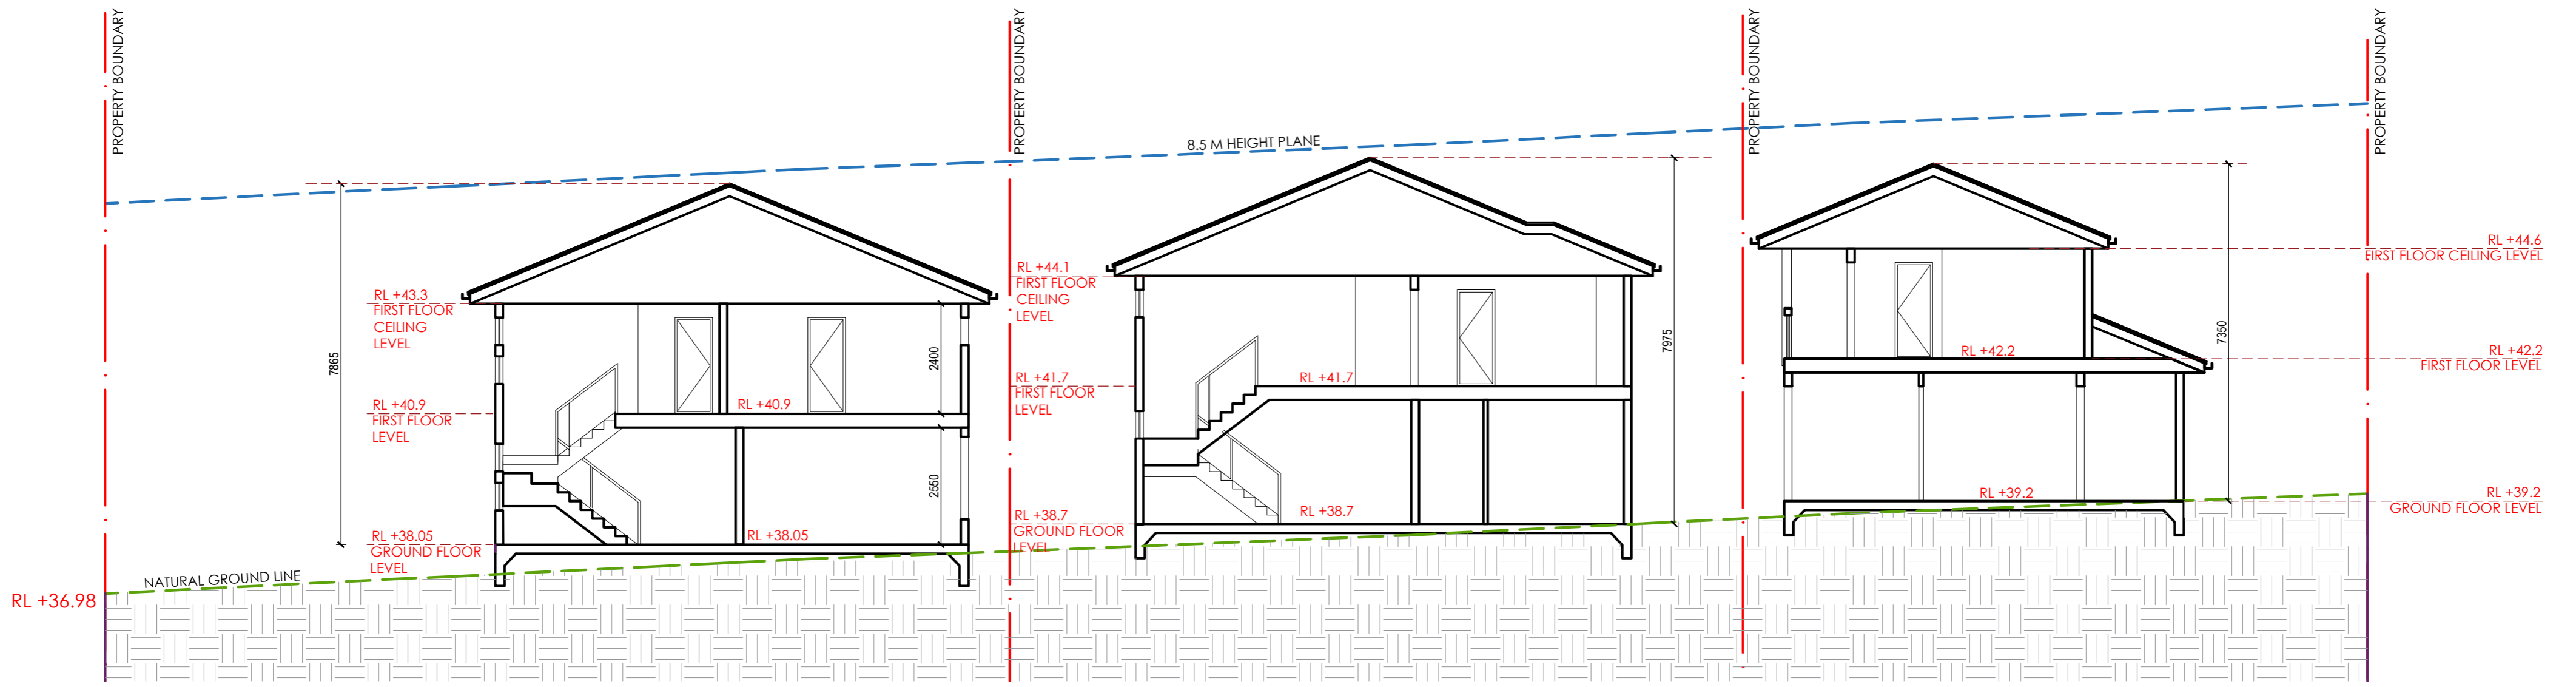 PROPERTY BOUNDARY
PROPERTY BOUNDARY
PROPERTY BOUNDARY
PROPERTY BOUNDARY
8.5 M HEIGHT PLANE
RL +43.3
FIRST FLOOR
CEILING
LEVEL
7865
RL +40.9
FIRST FLOOR
LEVEL
RL +38.05
GROUND FLOOR
LEVEL
NATURAL GROUND LINE
RL +36.98
2400
RL +40.9
2550
RL +38.05
RL +44.1
FIRST FLOOR
CEILING
LEVEL
RL +41.7
FIRST FLOOR
LEVEL
RL +38.7
GROUND FLOOR
LEVEL
RL +41.7
RL +38.7
7975
RL +42.2
RL +39.2
7350
RL +44.6
FIRST FLOOR CEILING LEVEL
RL +42.2
FIRST FLOOR LEVEL
RL +39.2
GROUND FLOOR LEVEL